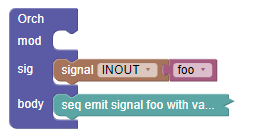 Orch
mod
sig signal INOUT foo
body seq emit signal foo with va...